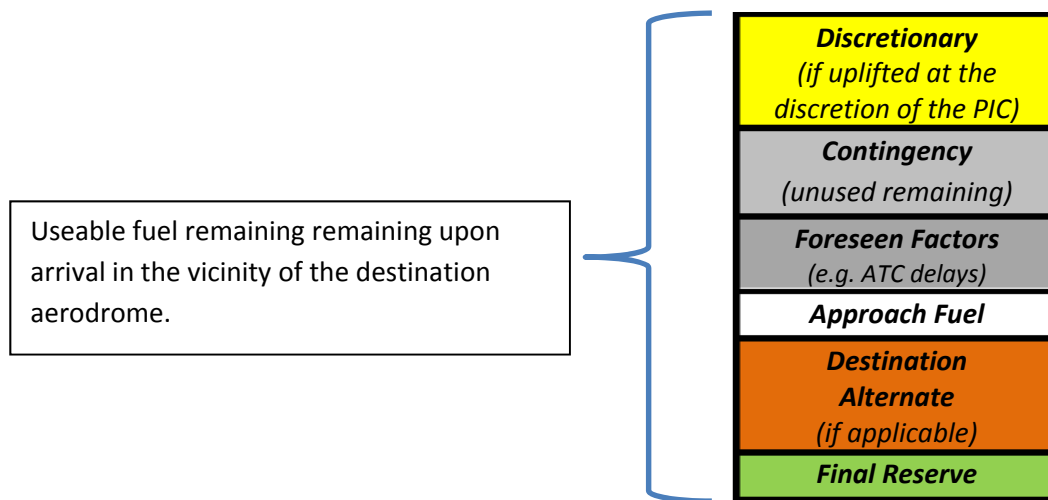 Useable fuel remaining remaining upon
arrival in the vicinity of the destination
aerodrome.
Discretionary
(if uplifted at the
discretion of the PIC)
Contingency
(unused remaining)
Foreseen Factors
(e.g. ATC delays)
Approach Fuel
Destination
Alternate
(if applicable)
Final Reserve